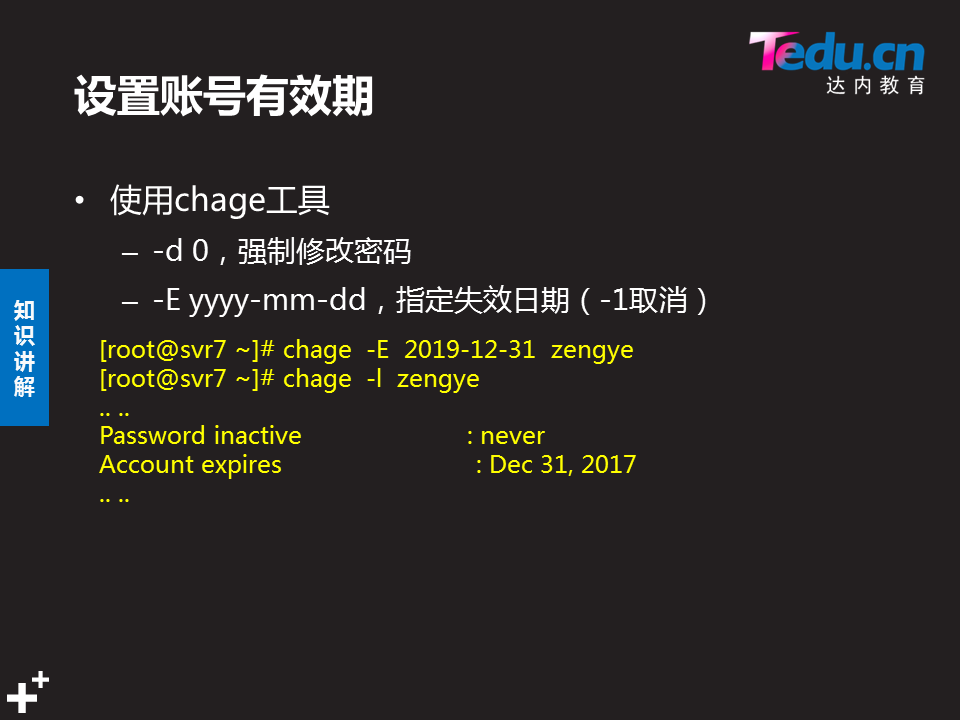 Tedu.cn
达内教育
设置账号有效期
• 使用chage工具
– -d 0，强制修改密码
– -E yyyy-mm-dd，指定失效日期（-1取消）
知识讲解
[root@svr7 ~]# chage -E 2019-12-31 zengye
[root@svr7 ~]# chage -l zengye
.. ..
Password inactive : never
Account expires : Dec 31, 2017
.. ..